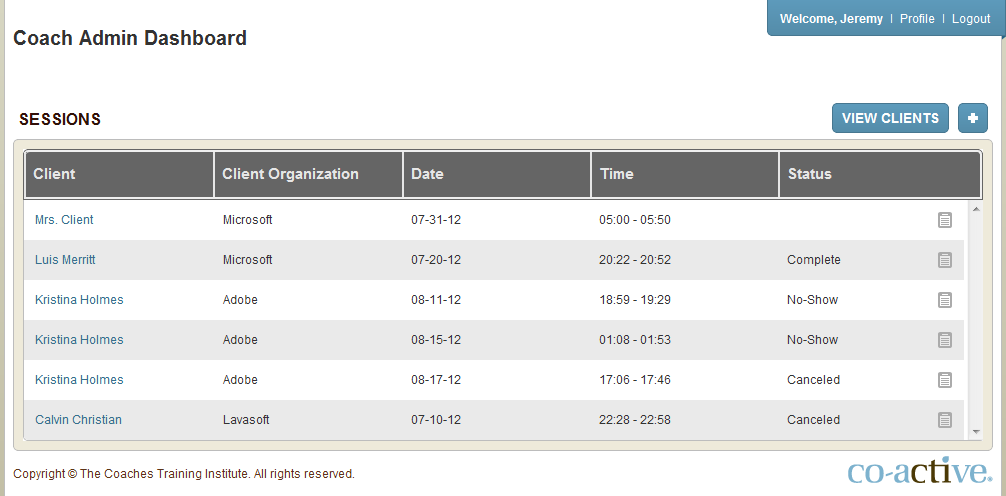 Welcome, Jeremy | Profile | Logout
Coach Admin Dashboard
SESSIONS
VIEW CLIENTS +
Client Client Organization Date Time Status
Mrs. Client Microsoft 07-31-12 05:00 - 05:50
Luis Merritt Microsoft 07-20-12 20:22 - 20:52 Complete
Kristina Holmes Adobe 08-11-12 18:59 - 19:29 No-Show
Kristina Holmes Adobe 08-15-12 01:08 - 01:53 No-Show
Kristina Holmes Adobe 08-17-12 17:06 - 17:46 Canceled
Calvin Christian Lavasoft 07-10-12 22:28 - 22:58 Canceled
Copyright © The Coaches Training Institute. All rights reserved.
co-active®